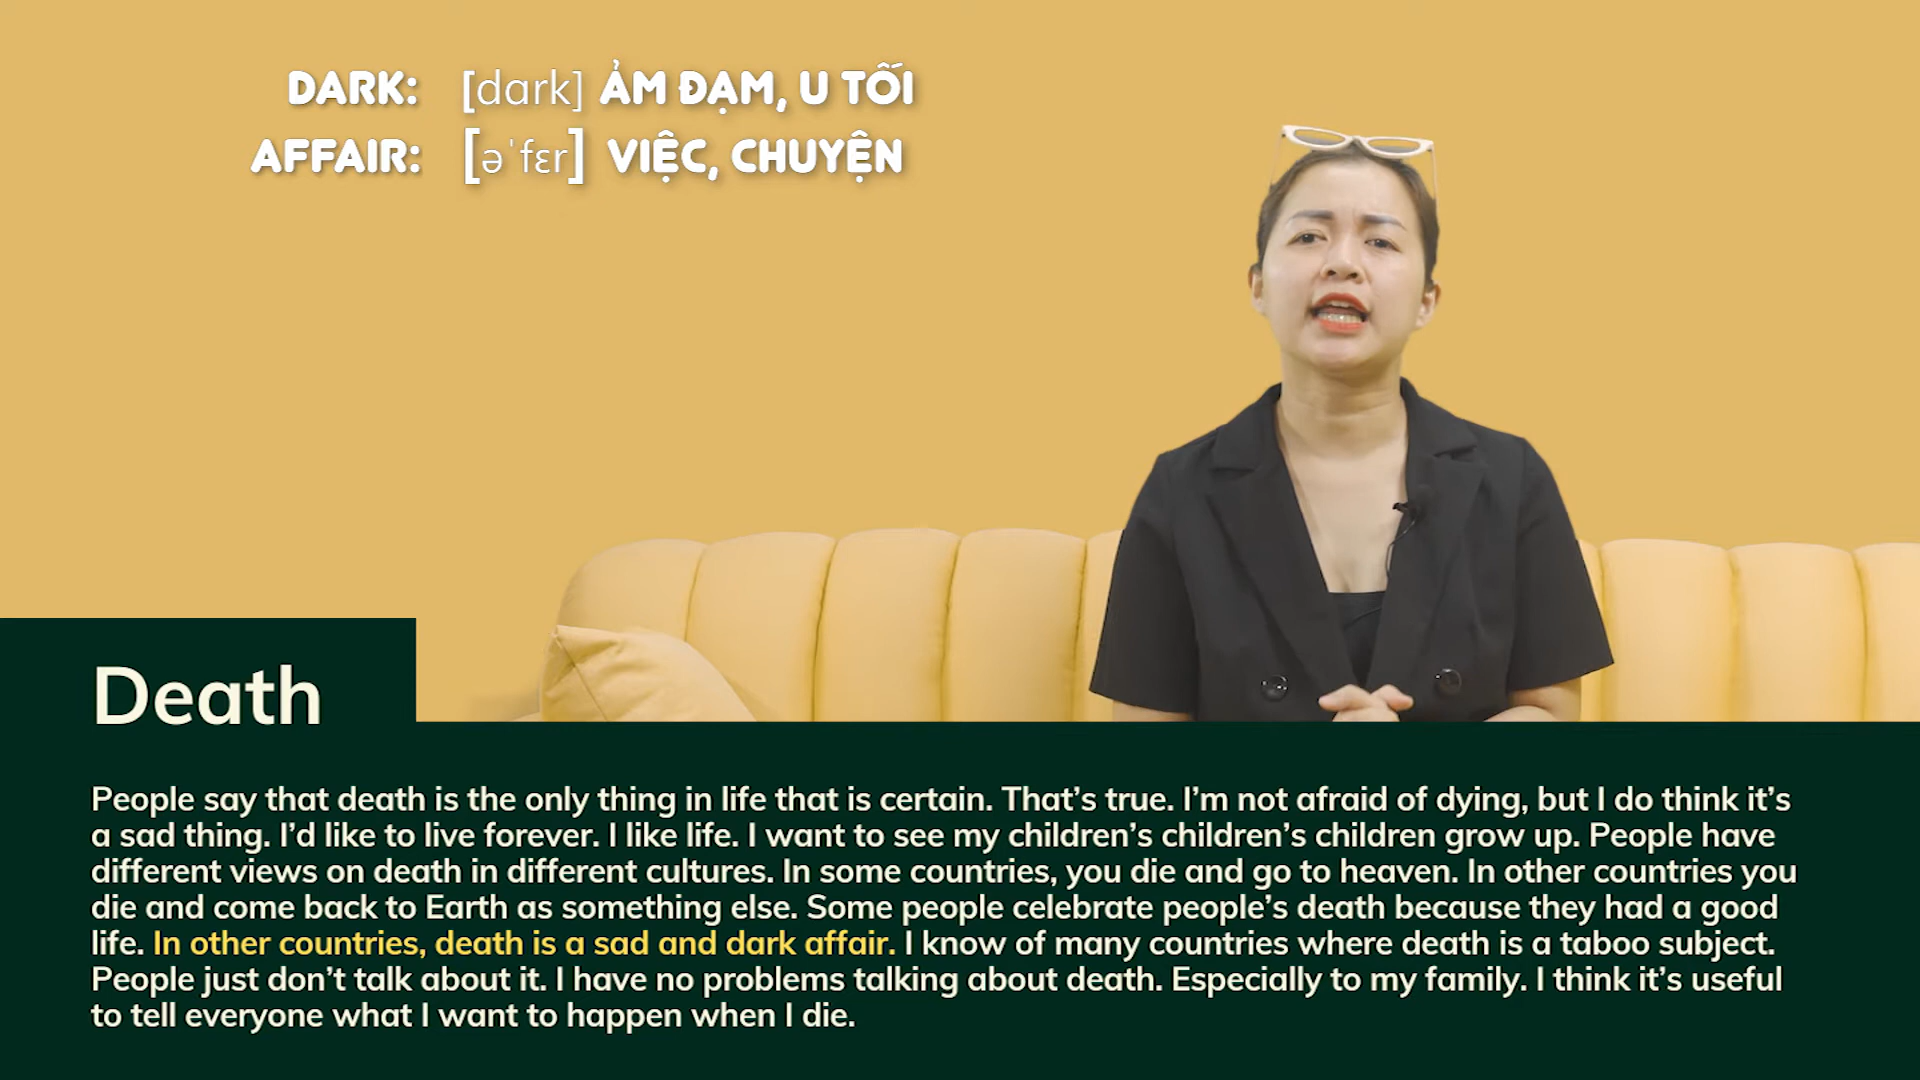 DARK: [dɑrk] ẢM ĐẠM, U TỐI
AFFAIR: [əˈfɛr] VIỆC, CHUYỆN
Death
People say that death is the only thing in life that is certain. That’s true. I’m not afraid of dying, but I do think it’s
a sad thing. I’d like to live forever. I like life. I want to see my children’s children’s children grow up. People have
different views on death in different cultures. In some countries, you die and go to heaven. In other countries you
die and come back to Earth as something else. Some people celebrate people’s death because they had a good
life. In other countries, death is a sad and dark affair. I know of many countries where death is a taboo subject.
People just don’t talk about it. I have no problems talking about death. Especially to my family. I think it’s useful
to tell everyone what I want to happen when I die.